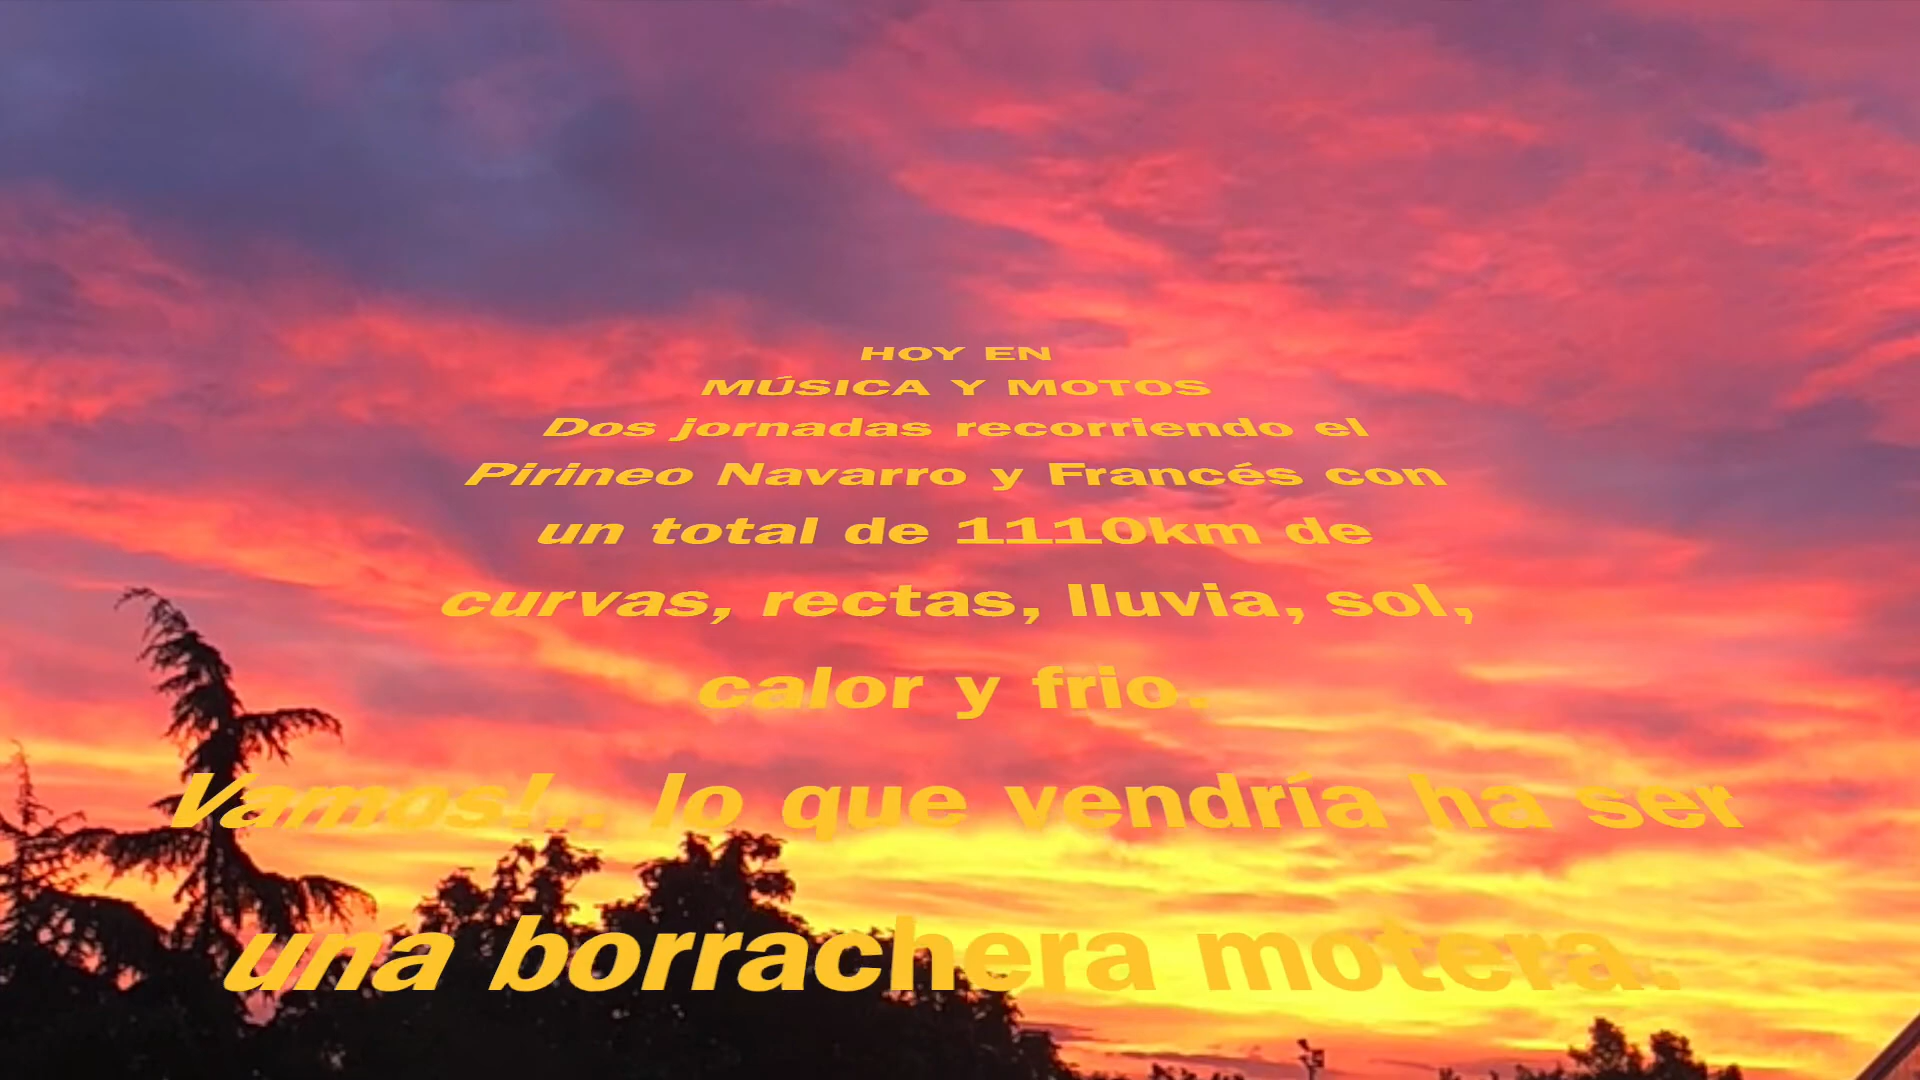 HOY EN
MÚSICA Y MOTOS
Dos jornadas recorriendo el
Pirineo Navarro y Francés con
un total de 1110km de
curvas, rectas, lluvia, sol,
calor y frio.
Vamos!.. lo que vendría ha ser
una borrachera motera.